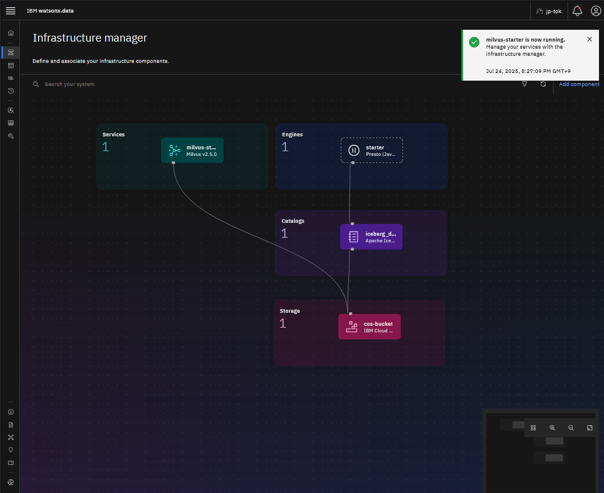 IBM watsonx.data
jp-tok
Infrastructure manager
Define and associate your infrastructure components.
milvus-starter is now running.
Manage your services with the
infrastructure manager.
Jul 24, 2025, 8:27:09 PM GMT+9
Search your system
Add component
Services
1
milvus-st...
Milvus v2.5.0
Engines
1
starter
Presto (Jav...
Catalogs
1
iceberg_d...
Apache Ice...
Storage
1
cos-bucket
IBM Cloud ...